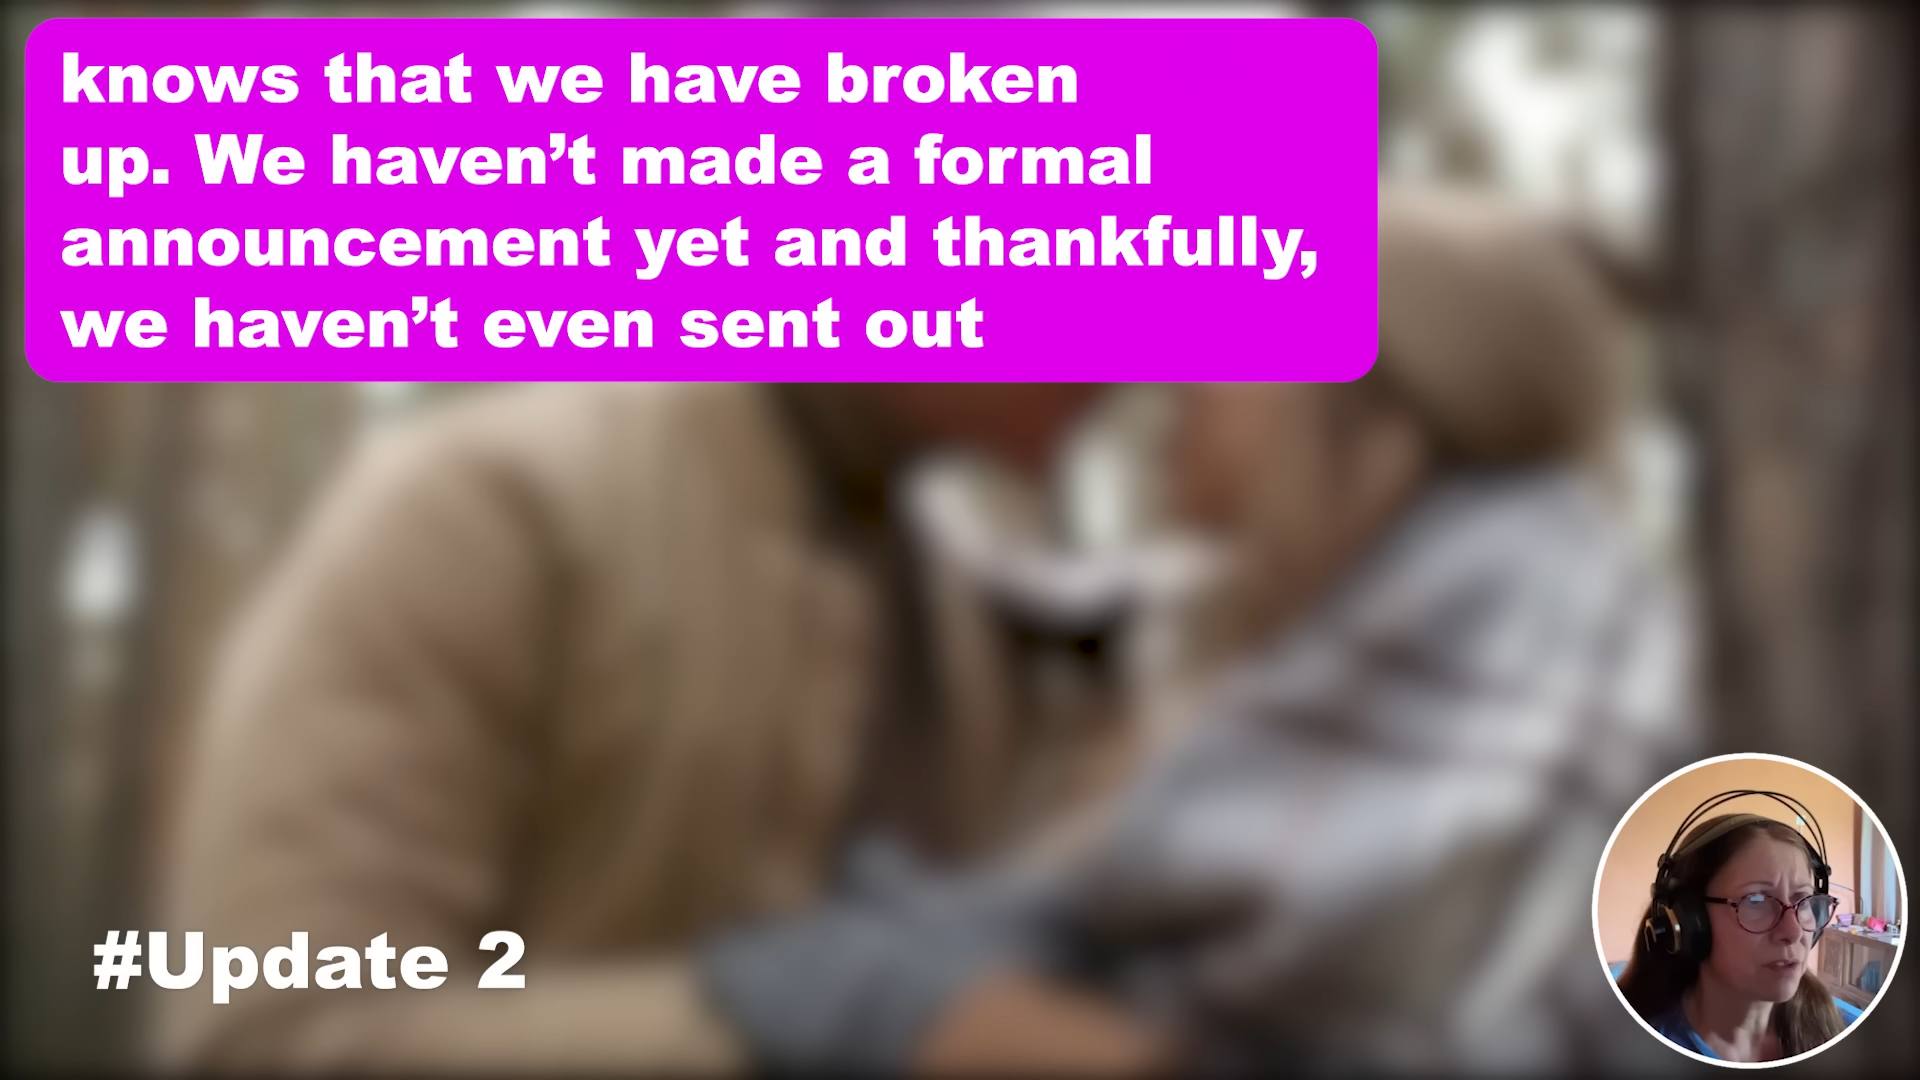 knows that we have broken
up. We haven’t made a formal
announcement yet and thankfully,
we haven’t even sent out
#Update 2